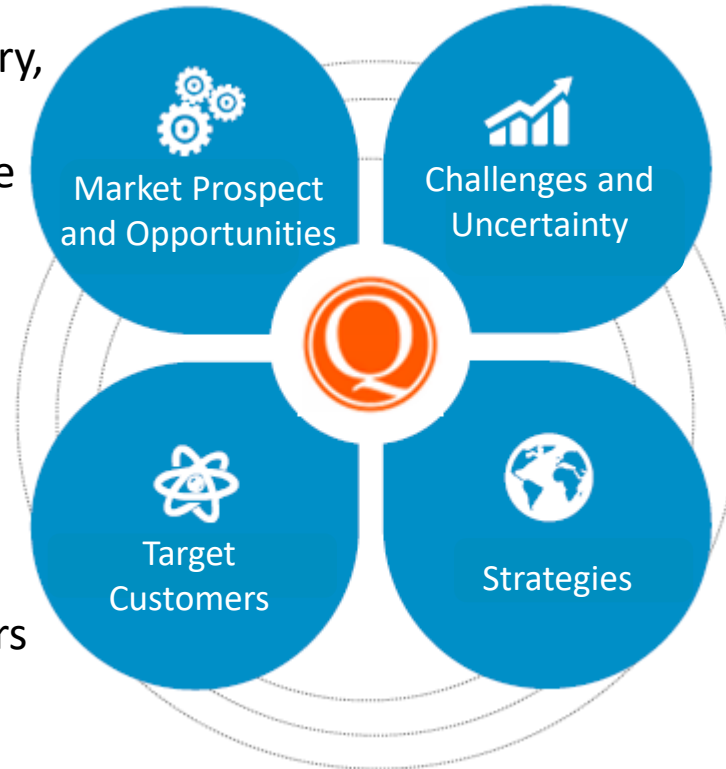 ry,
e
Market Prospect
and Opportunities
Challenges and
Uncertainty
Q
Target
Customers
Strategies
rs